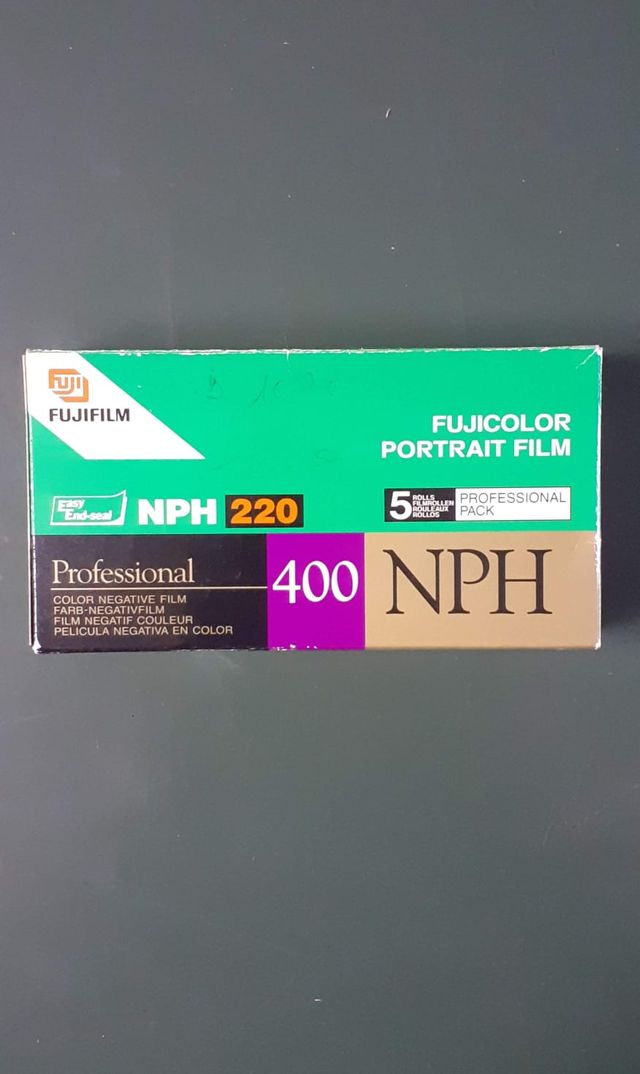 FUJI
FUJIFILM
FUJICOLOR
PORTRAIT FILM
Easy
End-seal
NPH 220
5 ROLLS
FILMROLLEN
ROULEAUX
ROLLOS
PROFESSIONAL
PACK
Professional
COLOR NEGATIVE FILM
FARB-NEGATIVFILM
FILM NEGATIF COULEUR
PELICULA NEGATIVA EN COLOR
400
NPH